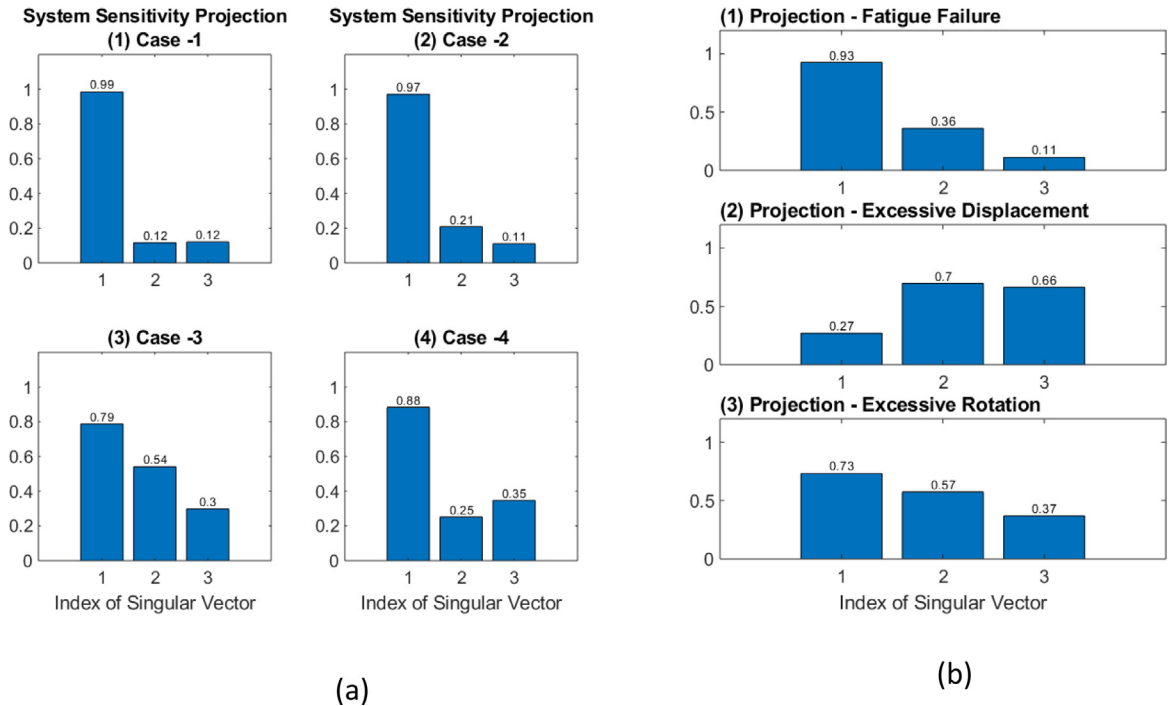 System Sensitivity Projection
(1) Case -1
1
0.8
0.6
0.4
0.2
0
0.99
0.12
0.12
1 2 3
System Sensitivity Projection
(2) Case -2
1
0.8
0.6
0.4
0.2
0
0.97
0.21
0.11
1 2 3
(3) Case -3
1
0.8
0.6
0.4
0.2
0
0.79
0.54
0.3
1 2 3
Index of Singular Vector
(4) Case -4
1
0.8
0.6
0.4
0.2
0
0.88
0.25
0.35
1 2 3
Index of Singular Vector
(a)
(1) Projection - Fatigue Failure
1
0.5
0
0.93
0.36
0.11
1 2 3
(2) Projection - Excessive Displacement
1
0.5
0
0.27
0.7
0.66
1 2 3
(3) Projection - Excessive Rotation
1
0.5
0
0.73
0.57
0.37
1 2 3
Index of Singular Vector
(b)